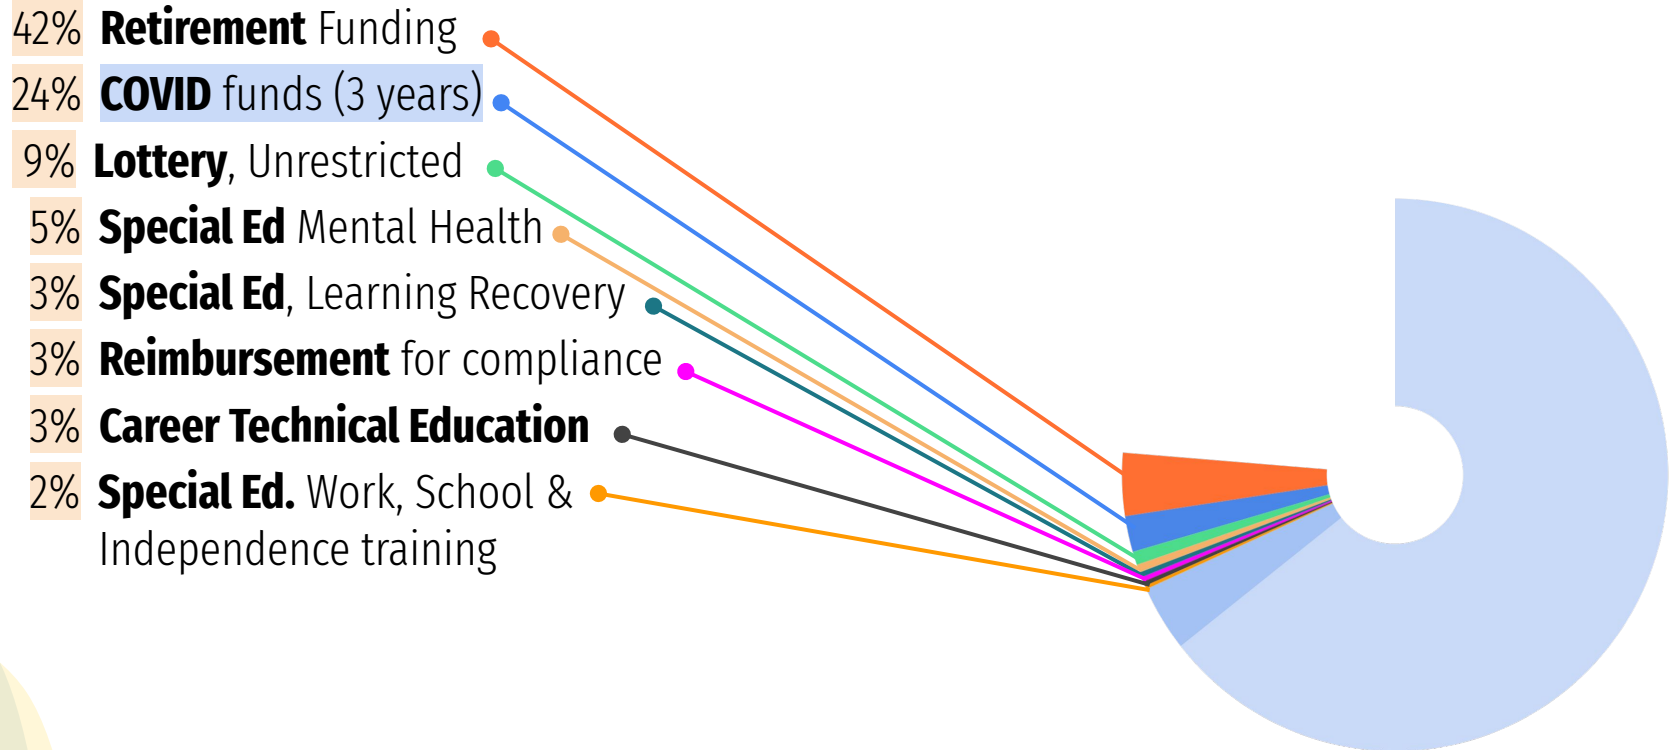 42% Retirement Funding
24% COVID funds (3 years)
9% Lottery, Unrestricted
5% Special Ed Mental Health
3% Special Ed, Learning Recovery
3% Reimbursement for compliance
3% Career Technical Education
2% Special Ed. Work, School &
Independence training